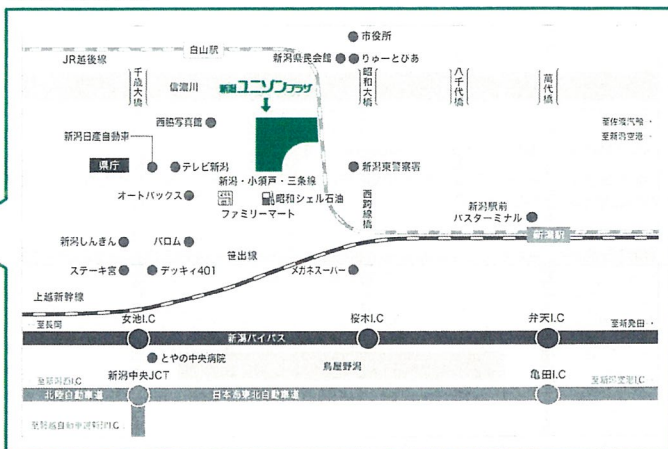 市役所
白山駅
JR越後線
新潟県民会館
りゅーとぴあ
千歳大橋
信濃川
新潟ユニゾンプラザ
昭和大橋
八千代橋
萬代橋
至佐渡汽船
至新潟空港
西脇写真館
新潟日産自動車
県庁
テレビ新潟
新潟・小須戸・三条線
新潟東警察署
オートバックス
昭和シェル石油
ファミリーマート
西跨線橋
新潟駅前
バスターミナル
新潟駅
新潟しんきん
パロム
笹出線
ステーキ宮
デッキィ401
メガネスーパー
上越新幹線
女池I.C
桜木I.C
弁天I.C
至長岡
新潟バイパス
至新発田
とやの中央病院
新潟中央JCT
鳥屋野潟
亀田I.C
至新潟西I.C
北陸自動車道
日本海東北自動車道